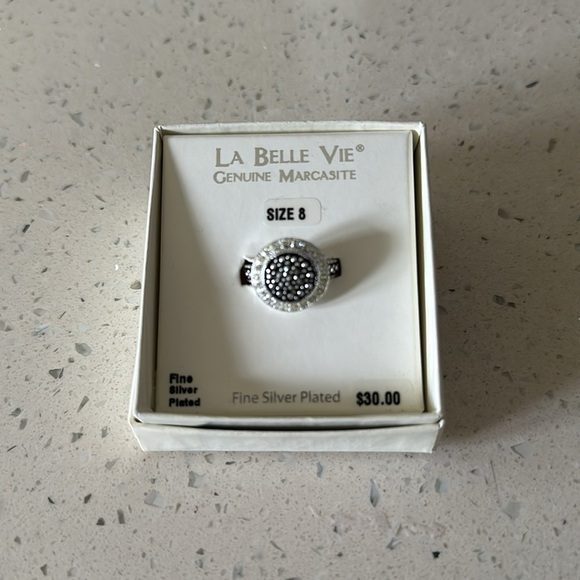 LA BELLE VIE®
GENUINE MARCASITE
SIZE 8
Fine
Silver
Plated
Fine Silver Plated
$30.00